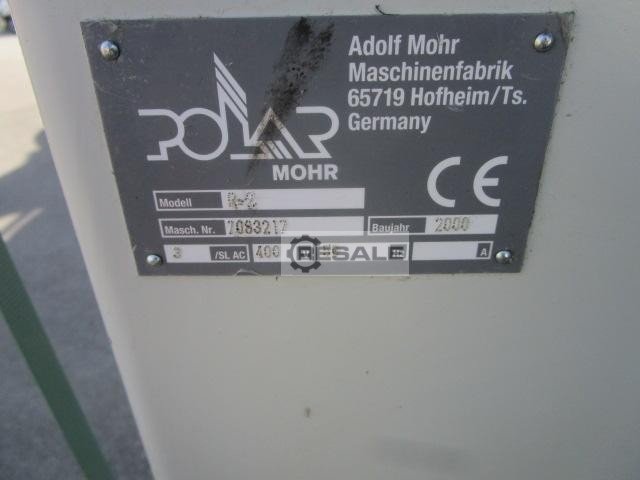 POLAR
MOHR
Adolf Mohr
Maschinenfabrik
65719 Hofheim/Ts.
Germany
CE
Modell R-2
Masch. Nr. 7083217 Baujahr 2000
3 /SL AC 400 A
RESALE